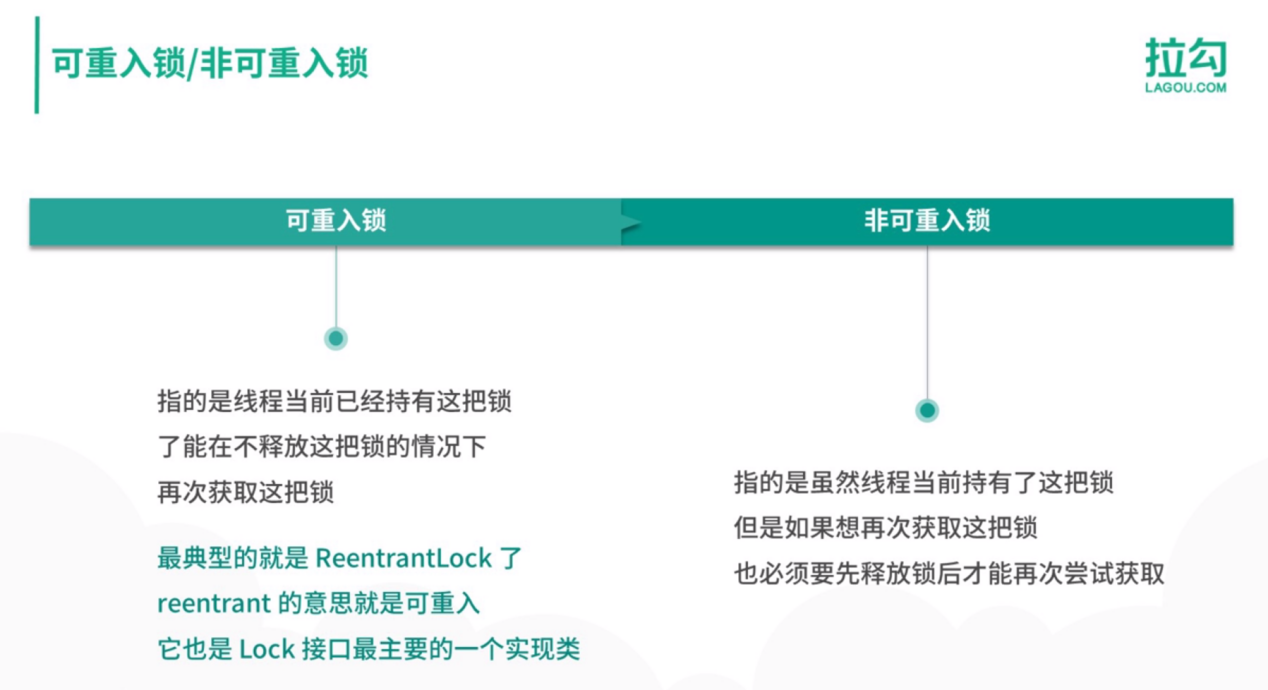 可重入锁/非可重入锁
拉勾
LAGOU.COM
可重入锁
非可重入锁
指的是线程当前已经持有这把锁
了能在不释放这把锁的情况下
再次获取这把锁
最典型的就是 ReentrantLock 了
reentrant 的意思就是可重入
它也是 Lock 接口最主要的一个实现类
指的是虽然线程当前持有了这把锁
但是如果想再次获取这把锁
也必须要先释放锁后才能再次尝试获取